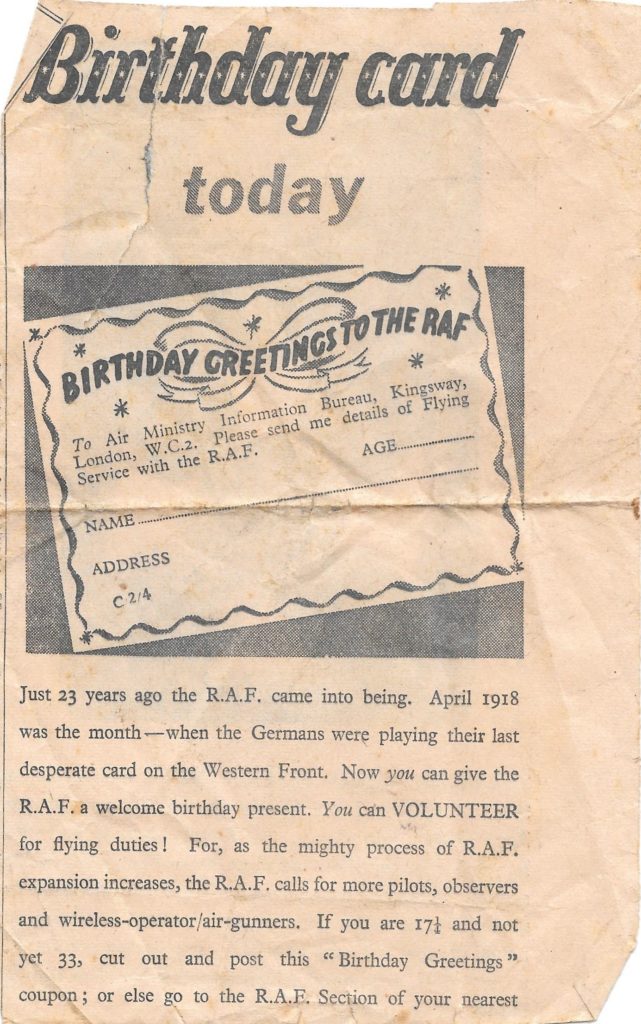 Birthday card
today
BIRTHDAY GREETINGS TO THE RAF
To Air Ministry Information Bureau, Kingsway,
London, W.C.2. Please send me details of Flying
Service with the R.A.F.
AGE
NAME
ADDRESS
C 2/4
Just 23 years ago the R.A.F. came into being. April 1918
was the month—when the Germans were playing their last
desperate card on the Western Front. Now you can give the
R.A.F. a welcome birthday present. You can VOLUNTEER
for flying duties! For, as the mighty process of R.A.F.
expansion increases, the R.A.F. calls for more pilots, observers
and wireless-operator/air-gunners. If you are 17½ and not
yet 33, cut out and post this “Birthday Greetings”
coupon; or else go to the R.A.F. Section of your nearest